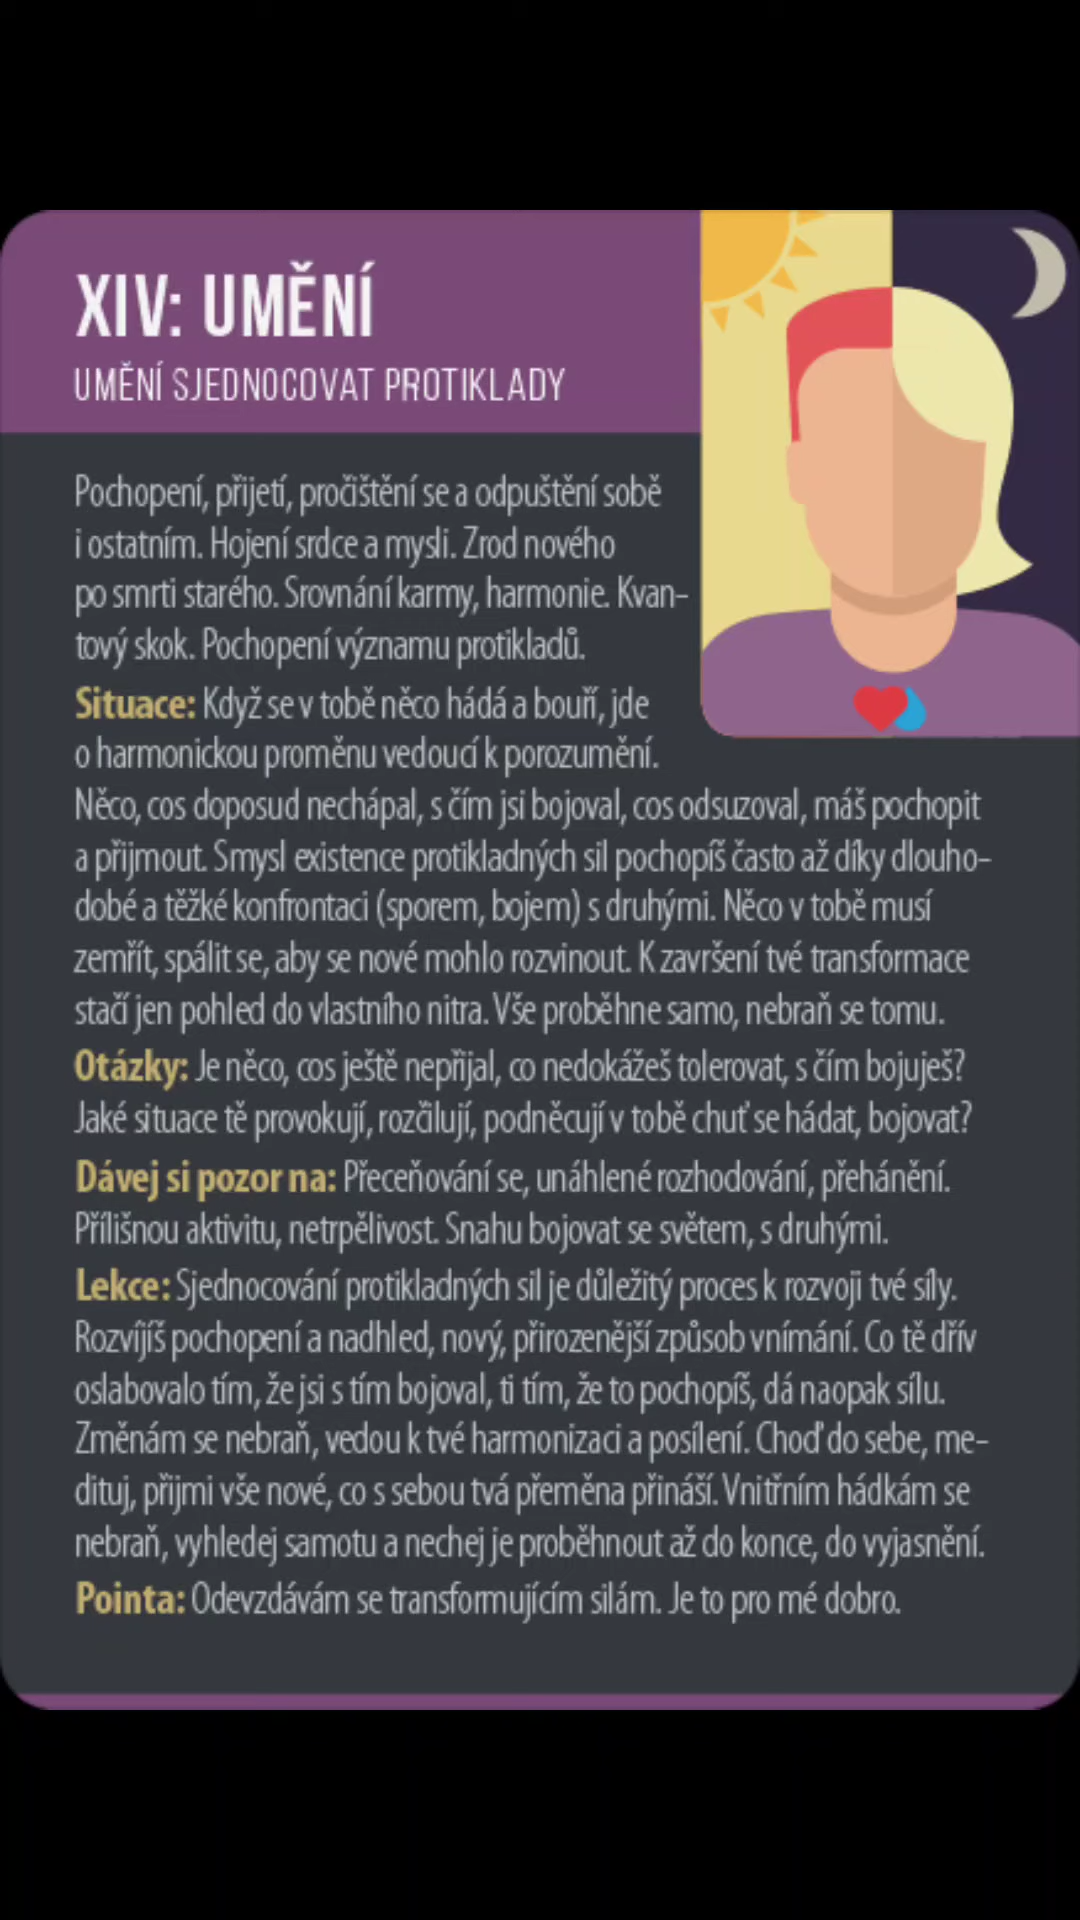 XIV: UMĚNÍ
UMĚNÍ SJEDNOCOVAT PROTIKLADY
Pochopení, přijetí, pročištění se a odpuštění sobě
i ostatním. Hojení srdce a mysli. Zrod nového
po smrti starého. Srovnání karmy, harmonie. Kvan-
tový skok. Pochopení významu protikladů.
Situace: Když se v tobě něco hádá a bouří, jde
o harmonickou proměnu vedoucí k porozumění.
Něco, cos doposud nechápal, s čím jsi bojoval, cos odsuzoval, máš pochopit
a přijmout. Smysl existence protikladných sil pochopíš často až díky dlouho-
dobé a těžké konfrontaci (sporem, bojem) s druhými. Něco v tobě musí
zemřít, spálit se, aby se nové mohlo rozvinout. K završení tvé transformace
stačí jen pohled do vlastního nitra. Vše proběhne samo, nebraň se tomu.
Otázky: Je něco, cos ještě nepřijal, co nedokážeš tolerovat, s čím bojuješ?
Jaké situace tě provokují, rozčilují, podněcují v tobě chuť se hádat, bojovat?
Dávej si pozor na: Přeceňování se, unáhlené rozhodování, přehánění.
Přílišnou aktivitu, netrpělivost. Snahu bojovat se světem, s druhými.
Lekce: Sjednocování protikladných sil je důležitý proces k rozvoji tvé síly.
Rozvíjíš pochopení a nadhled, nový, přirozenější způsob vnímání. Co tě dřív
oslabovalo tím, že jsi s tím bojoval, ti tím, že to pochopíš, dá naopak sílu.
Změnám se nebraň, vedou k tvé harmonizaci a posílení. Choď do sebe, me-
dituj, přijmi vše nové, co s sebou tvá přeměna přináší. Vnitřním hádkám se
nebraň, vyhledej samotu a nechej je proběhnout až do konce, do vyjasnění.
Pointa: Odevzdávám se transformujícím silám. Je to pro mé dobro.